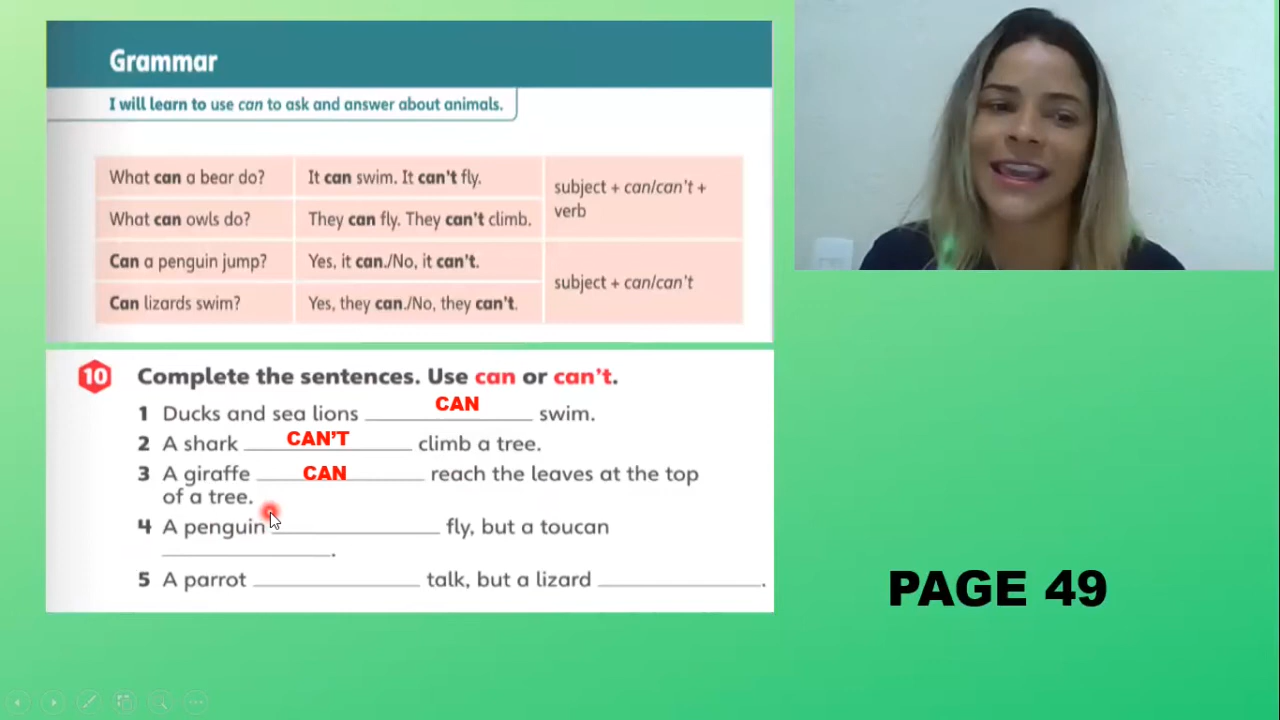 Grammar
I will learn to use can to ask and answer about animals.
What can a bear do? It can swim. It can't fly. subject + can/can't + verb
What can owls do? They can fly. They can't climb.
Can a penguin jump? Yes, it can./No, it can't. subject + can/can't
Can lizards swim? Yes, they can./No, they can't.
10 Complete the sentences. Use can or can't.
1 Ducks and sea lions CAN swim.
2 A shark CAN'T climb a tree.
3 A giraffe CAN reach the leaves at the top
of a tree.
4 A penguin ____________ fly, but a toucan
____________.
5 A parrot ____________ talk, but a lizard ____________.
PAGE 49